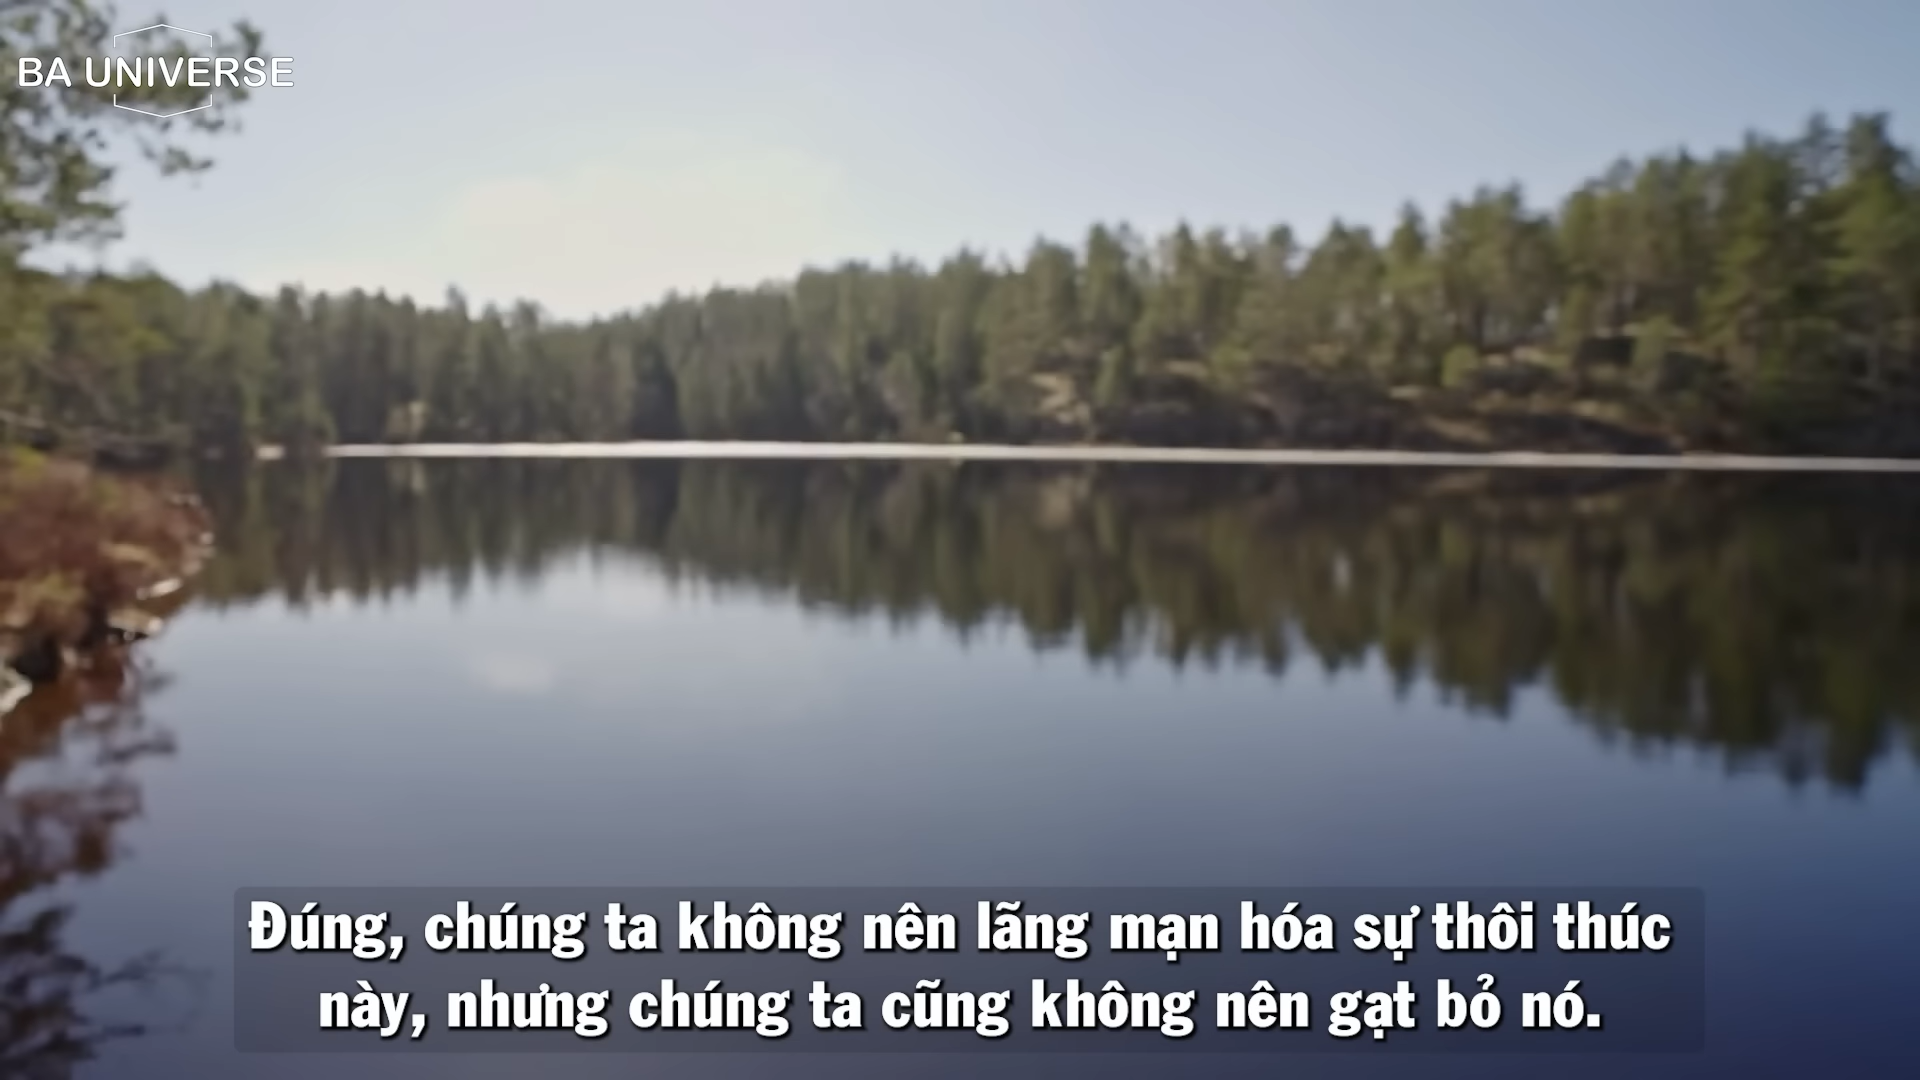 BA UNIVERSE
Đúng, chúng ta không nên lãng mạn hóa sự thôi thúc
này, nhưng chúng ta cũng không nên gạt bỏ nó.